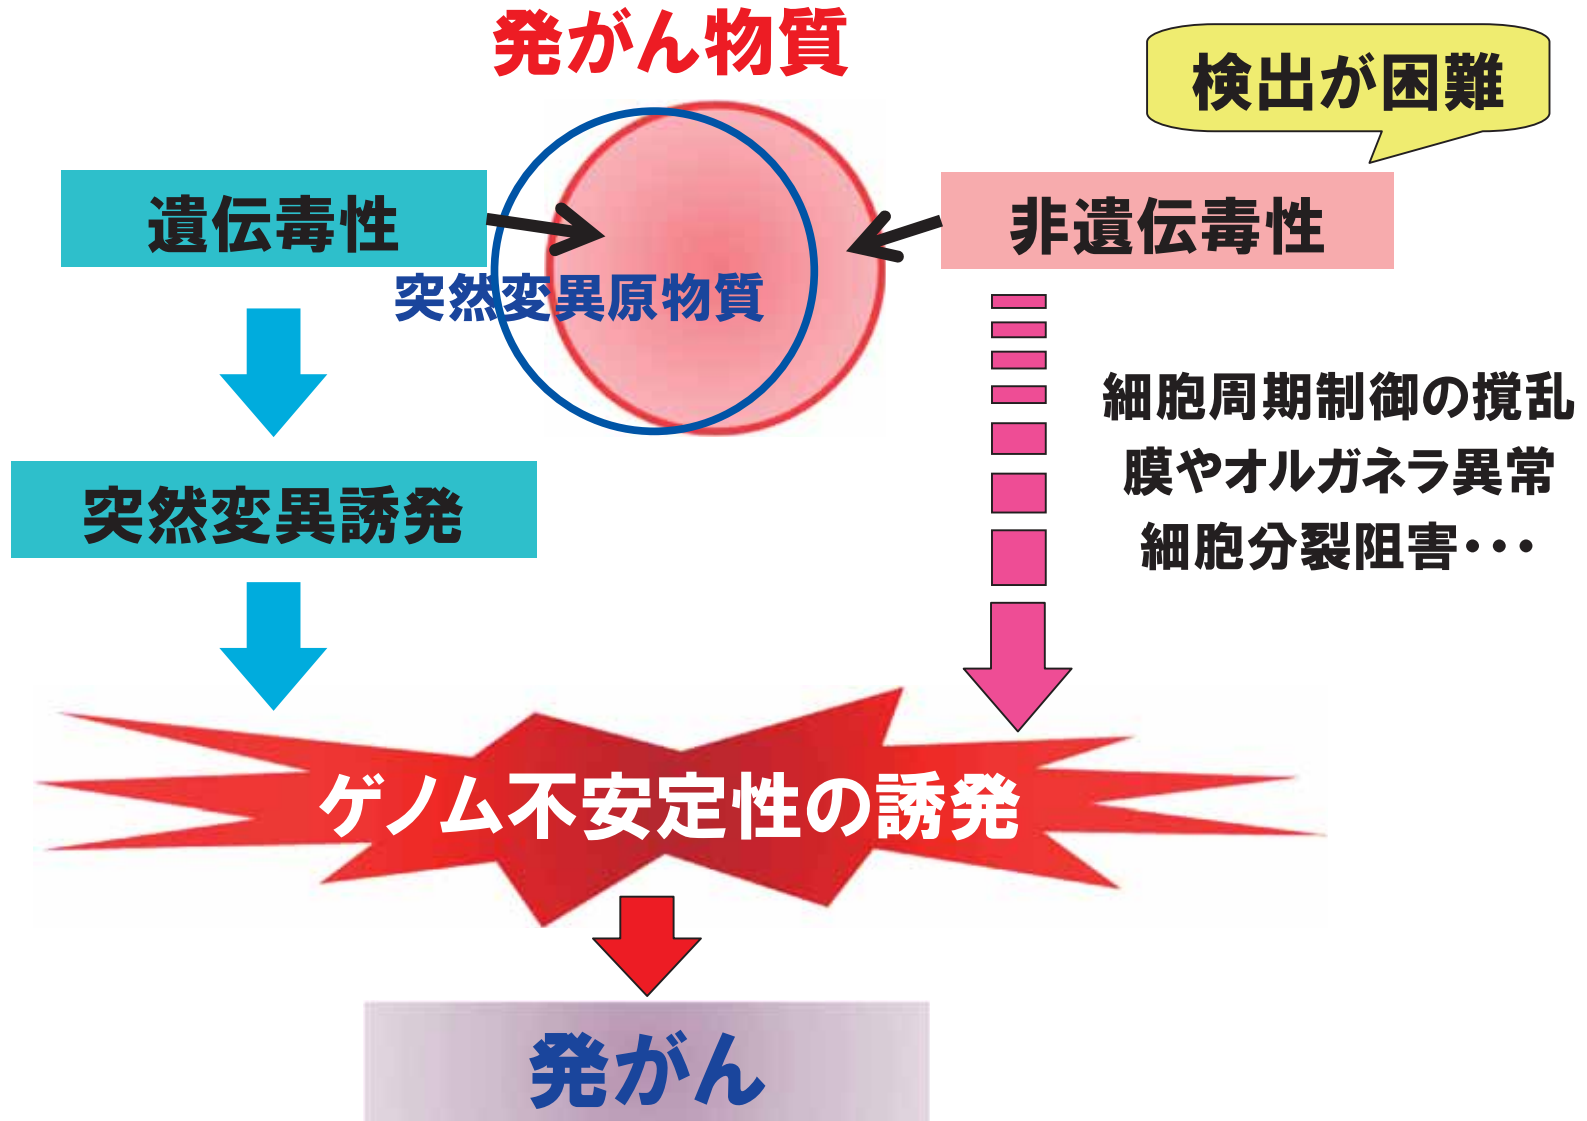 発がん物質
検出が困難
遺伝毒性
非遺伝毒性
突然変異原物質
細胞周期制御の撹乱
膜やオルガネラ異常
細胞分裂阻害・・・
突然変異誘発
ゲノム不安定性の誘発
発がん